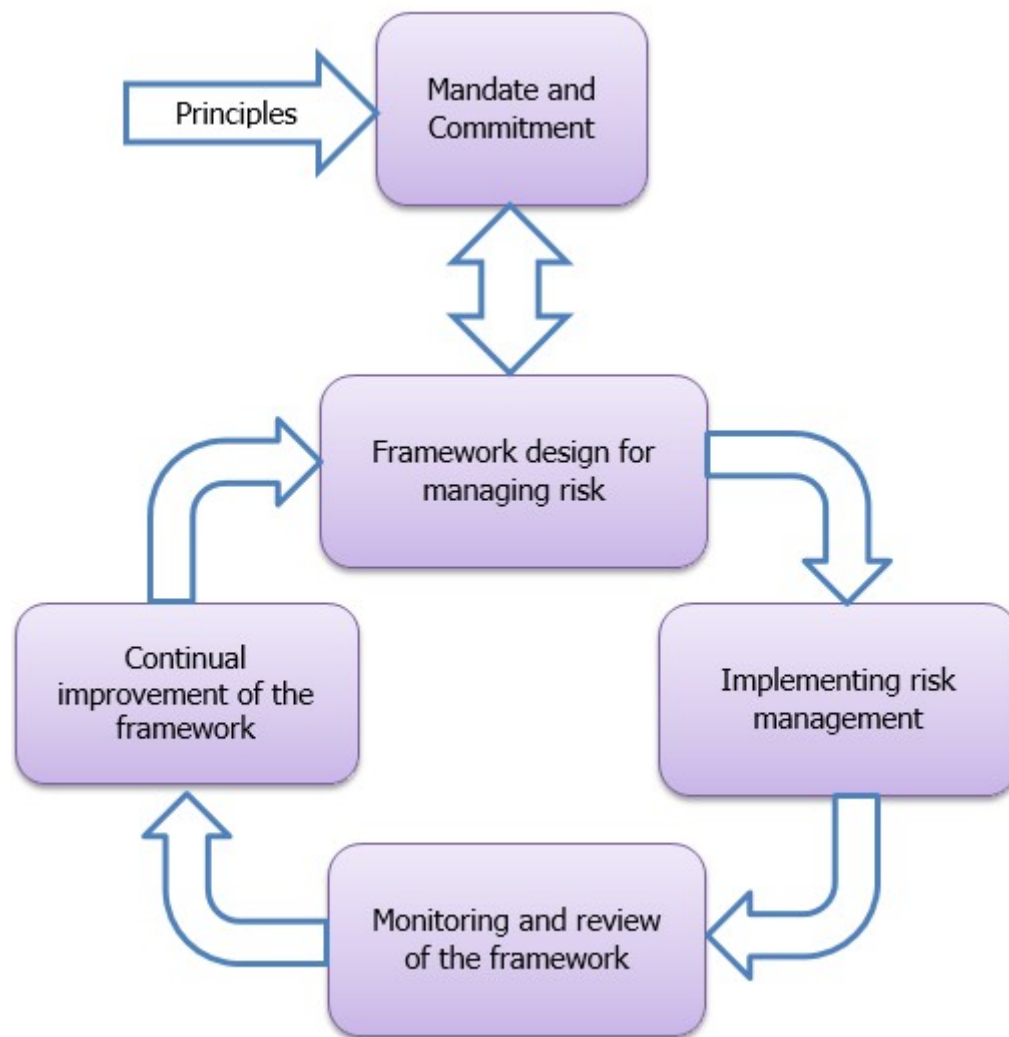 Principles
Mandate and
Commitment
Framework design for
managing risk
Continual
improvement of the
framework
Implementing risk
management
Monitoring and review
of the framework